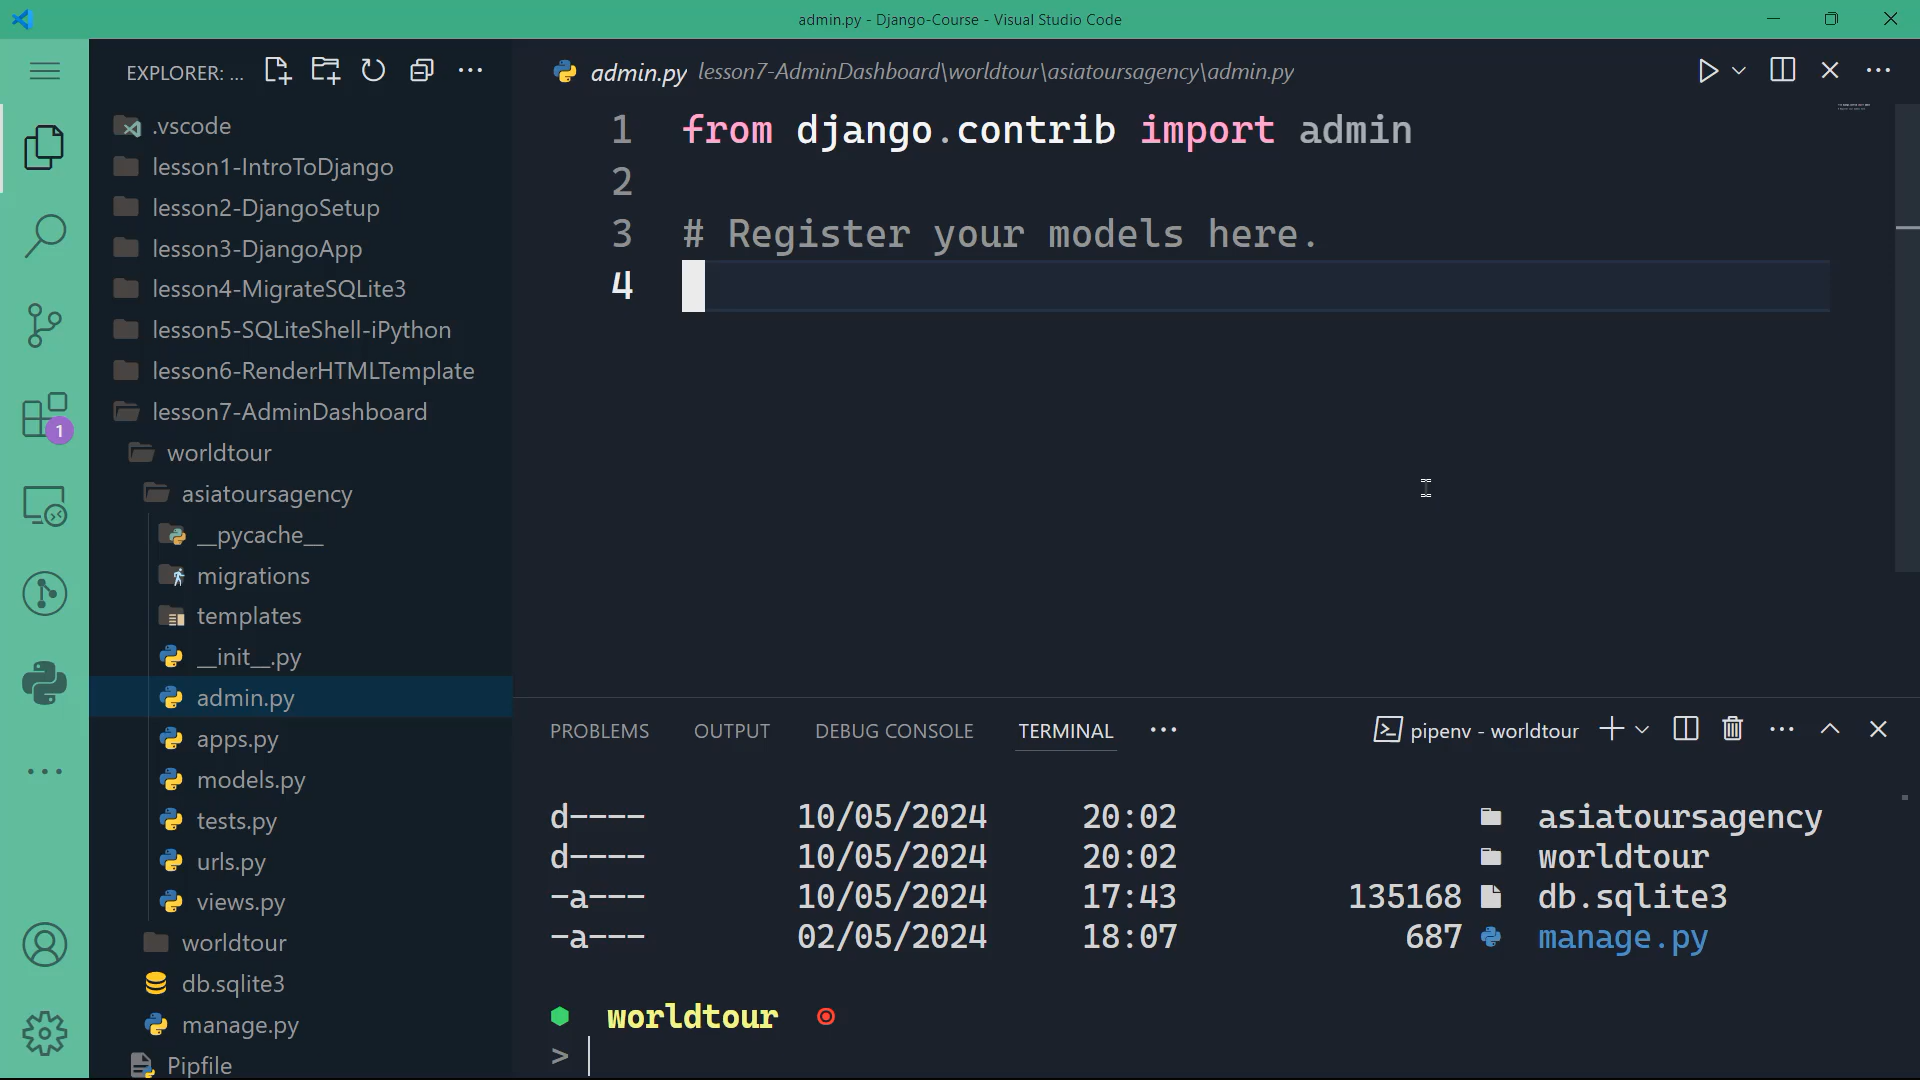 admin.py - Django-Course - Visual Studio Code
EXPLORER: ...
.vscode
lesson1-IntroToDjango
lesson2-DjangoSetup
lesson3-DjangoApp
lesson4-MigrateSQLite3
lesson5-SQLiteShell-iPython
lesson6-RenderHTMLTemplate
lesson7-AdminDashboard
worldtour
asiatoursagency
__pycache__
migrations
templates
__init__.py
admin.py
apps.py
models.py
tests.py
urls.py
views.py
worldtour
db.sqlite3
manage.py
Pipfile
1
admin.py lesson7-AdminDashboard\worldtour\asiatoursagency\admin.py
1 from django.contrib import admin
2
3 # Register your models here.
4
PROBLEMS OUTPUT DEBUG CONSOLE TERMINAL ··· pipenv - worldtour
d---- 10/05/2024 20:02 asiatoursagency
d---- 10/05/2024 20:02 worldtour
-a--- 10/05/2024 17:43 135168 db.sqlite3
-a--- 02/05/2024 18:07 687 manage.py
worldtour
>